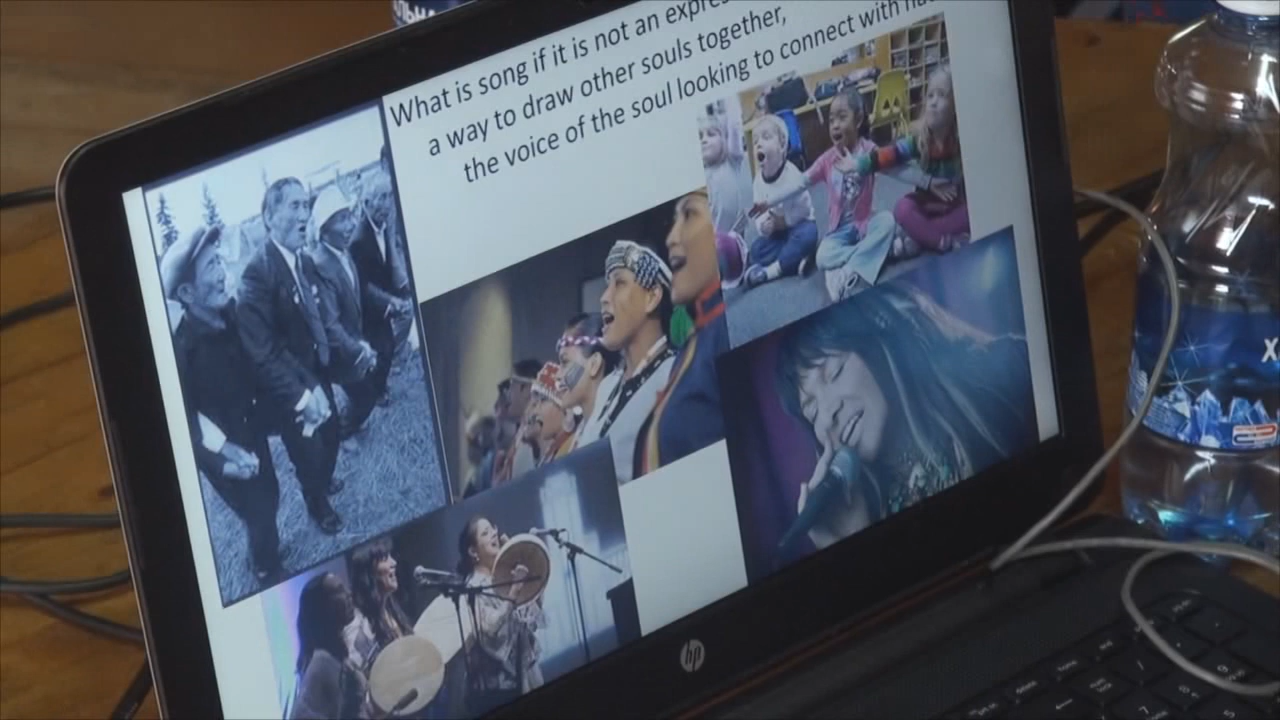 What is song if it is not an
a way to draw other souls together,
the voice of the soul looking to connect with
hp